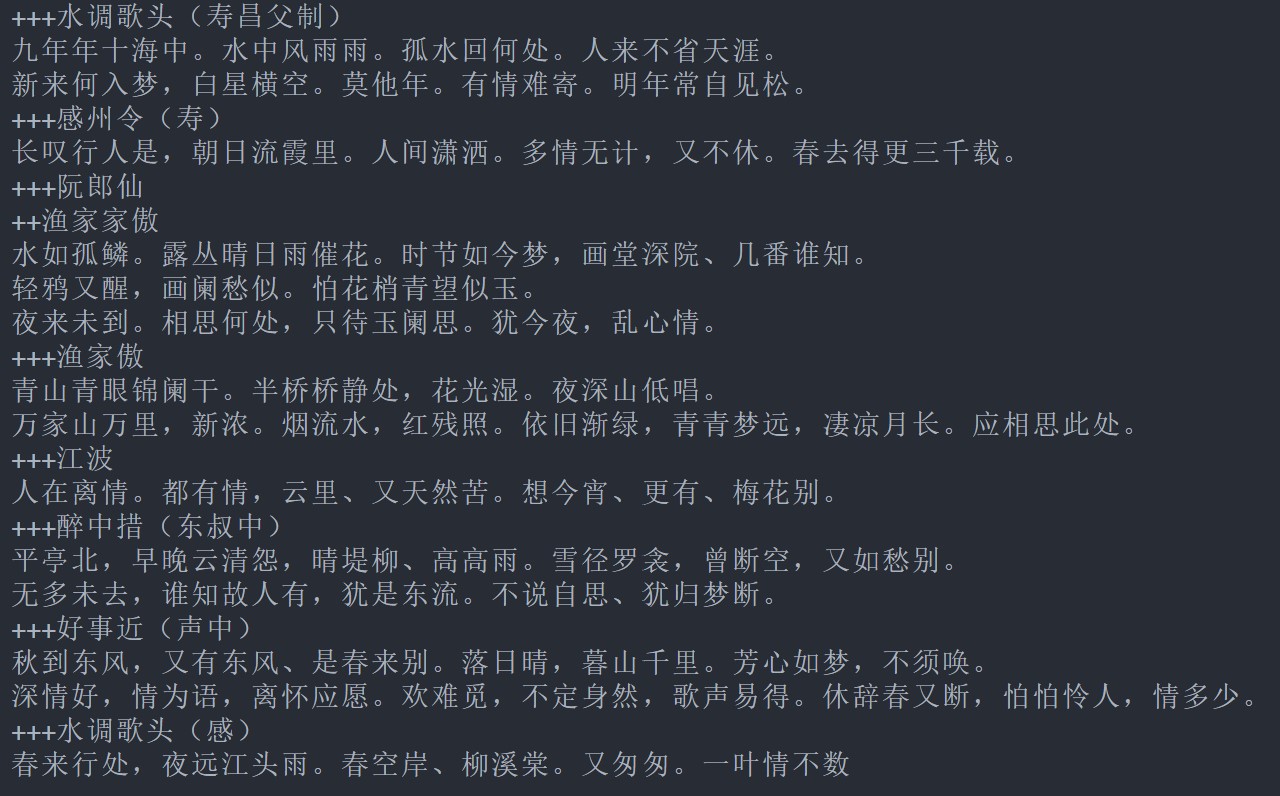 +++水调歌头（寿昌父制）
九年年十海中。水中风雨雨。孤水回何处。人来不省天涯。
新来何入梦，白星横空。莫他年。有情难寄。明年常自见松。
+++感州令（寿）
长叹行人是，朝日流霞里。人间潇洒。多情无计，又不休。春去得更三千载。
+++阮郎仙
++渔家家傲
水如孤鳞。露丛晴日雨催花。时节如今梦，画堂深院、几番谁知。
轻鸦又醒，画阑愁似。怕花梢青望似玉。
夜来未到。相思何处，只待玉阑思。犹今夜，乱心情。
+++渔家傲
青山青眼锦阑干。半桥桥静处，花光湿。夜深山低唱。
万家山万里，新浓。烟流水，红残照。依旧渐绿，青青梦远，凄凉月长。应相思此处。
+++江波
人在离情。都有情，云里、又天然苦。想今宵、更有、梅花别。
+++醉中措（东叔中）
平亭北，早晚云清怨，晴堤柳、高高雨。雪径罗衾，曾断空，又如愁别。
无多未去，谁知故人有，犹是东流。不说自思、犹归梦断。
+++好事近（声中）
秋到东风，又有东风、是春来别。落日晴，暮山千里。芳心如梦，不须唤。
深情好，情为语，离怀应愿。欢难觅，不定身然，歌声易得。休辞春又断，怕怕怜人，情多少。
+++水调歌头（感）
春来行处，夜远江头雨。春空岸、柳溪棠。又匆匆。一叶情不数